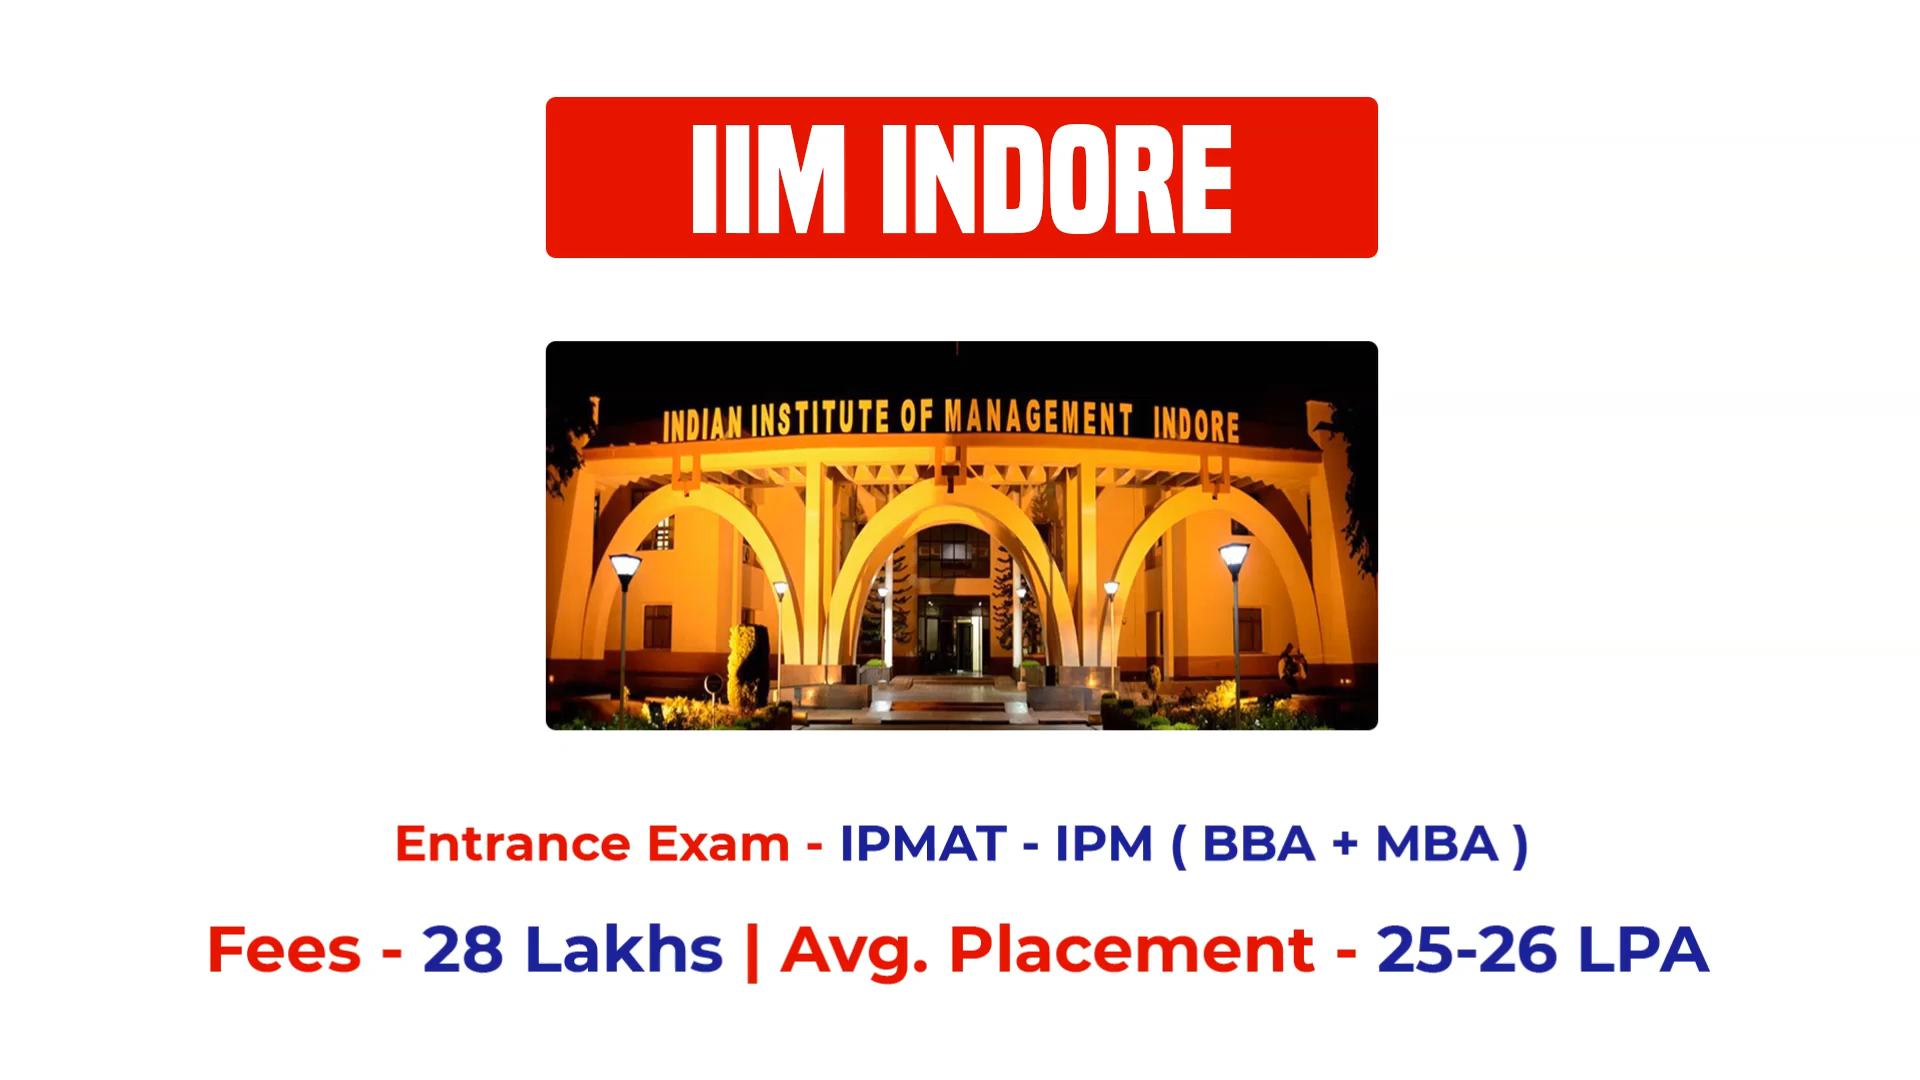 IIM INDORE
INDIAN INSTITUTE OF MANAGEMENT INDORE
Entrance Exam - IPMAT - IPM ( BBA + MBA )
Fees - 28 Lakhs | Avg. Placement - 25-26 LPA